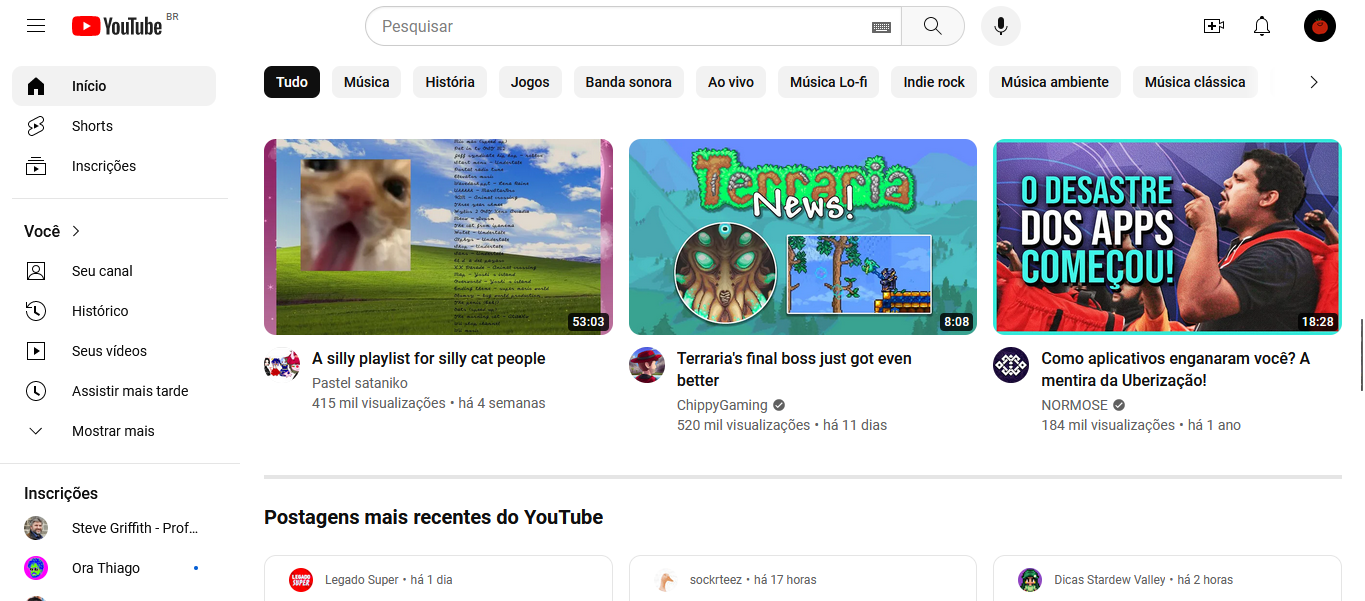 YouTube BR
Pesquisar
Início
Shorts
Inscrições
Você
Seu canal
Histórico
Seus vídeos
Assistir mais tarde
Mostrar mais
Inscrições
Steve Griffith - Prof...
Ora Thiago
Tudo
Música
História
Jogos
Banda sonora
Ao vivo
Música Lo-fi
Indie rock
Música ambiente
Música clássica
53:03
A silly playlist for silly cat people
Pastel sataniko
415 mil visualizações • há 4 semanas
Terraria
News!
8:08
Terraria's final boss just got even
better
ChippyGaming
520 mil visualizações • há 11 dias
O DESASTRE
DOS APPS
COMEÇOU!
18:28
Como aplicativos enganaram você? A
mentira da Uberização!
NORMOSE
184 mil visualizações • há 1 ano
Postagens mais recentes do YouTube
LEGADO
SUPER
Legado Super • há 1 dia
sockrteez • há 17 horas
Dicas Stardew Valley • há 2 horas